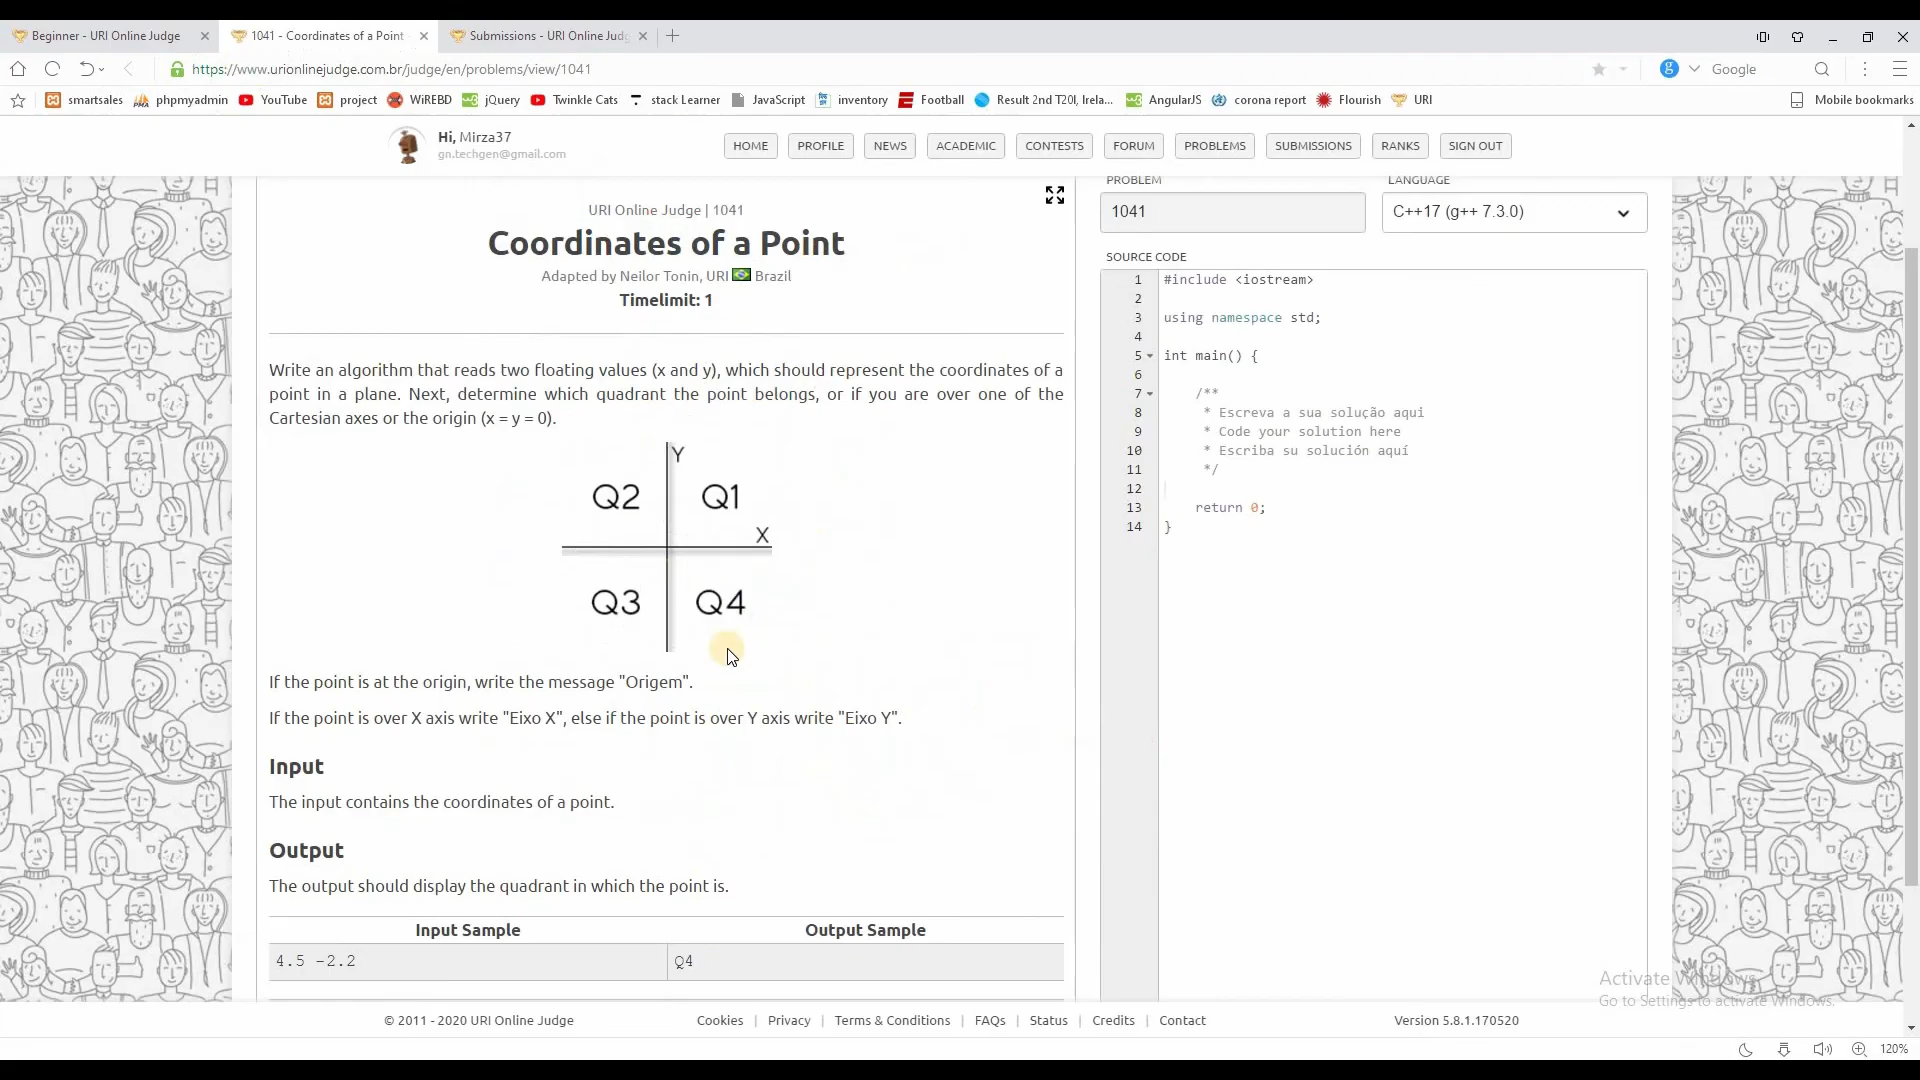 Beginner - URI Online Judge
1041 - Coordinates of a Point
Submissions - URI Online Jud
https://www.urionlinejudge.com.br/judge/en/problems/view/1041
Google
smartsales
phpmyadmin
YouTube
project
WiREBD
jQuery
Twinkle Cats
stack Learner
JavaScript
inventory
Football
Result 2nd T20I, Irela...
AngularJS
corona report
Flourish
URI
Mobile bookmarks
Hi, Mirza37
gn.techgen@gmail.com
HOME
PROFILE
NEWS
ACADEMIC
CONTESTS
FORUM
PROBLEMS
SUBMISSIONS
RANKS
SIGN OUT
URI Online Judge | 1041
Coordinates of a Point
Adapted by Neilor Tonin, URI Brazil
Timelimit: 1
Write an algorithm that reads two floating values (x and y), which should represent the coordinates of a
point in a plane. Next, determine which quadrant the point belongs, or if you are over one of the
Cartesian axes or the origin (x = y = 0).
Y
Q2 Q1
X
Q3 Q4
If the point is at the origin, write the message "Origem".
If the point is over X axis write "Eixo X", else if the point is over Y axis write "Eixo Y".
Input
The input contains the coordinates of a point.
Output
The output should display the quadrant in which the point is.
Input Sample Output Sample
4.5 -2.2 Q4
PROBLEM
1041
LANGUAGE
C++17 (g++ 7.3.0)
SOURCE CODE
1 #include <iostream>
2
3 using namespace std;
4
5 int main() {
6
7 /**
8 * Escreva a sua solução aqui
9 * Code your solution here
10 * Escriba su solución aquí
11 */
12
13 return 0;
14 }
Activate Windows
Go to Settings to activate Windows.
© 2011 - 2020 URI Online Judge
Cookies | Privacy | Terms & Conditions | FAQs | Status | Credits | Contact
Version 5.8.1.170520
120%